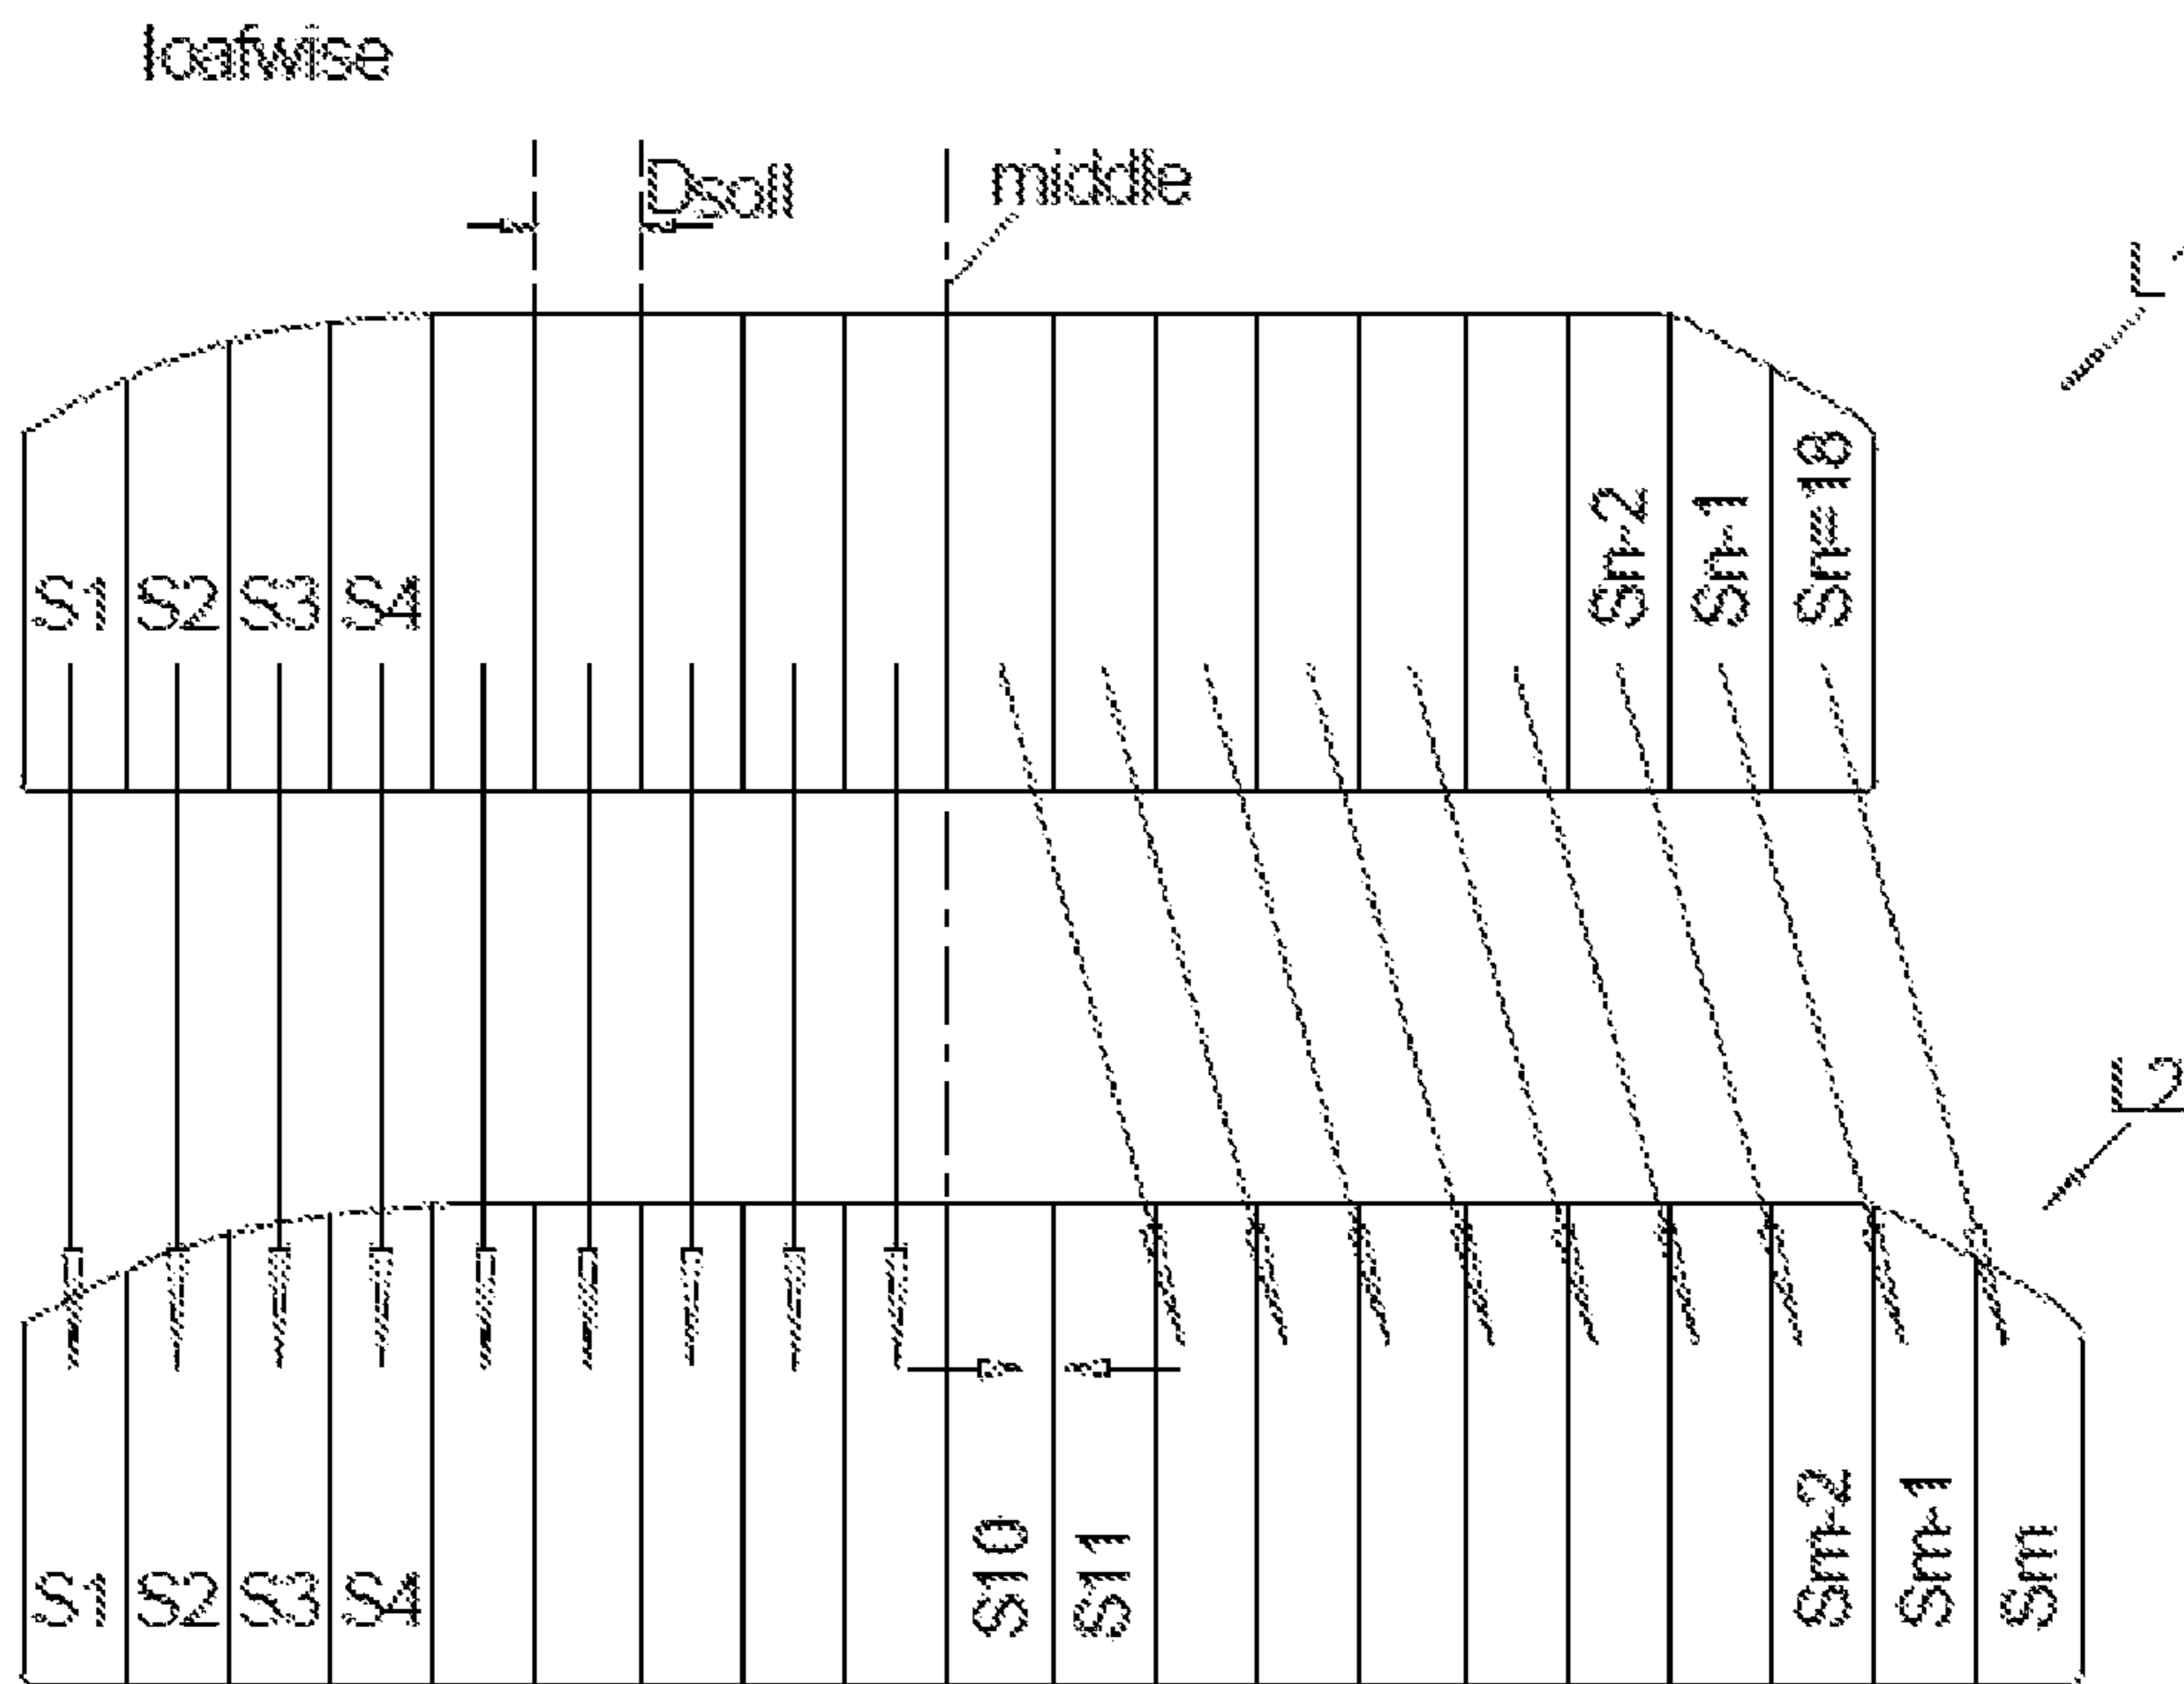 loafwise
Dsoll
middle
L1
S1 S2 S3 S4 Sn-2 Sn-1 Sn=18
L2
S1 S2 S3 S4 S10 S11 Sm-2 Sm-1 Sm